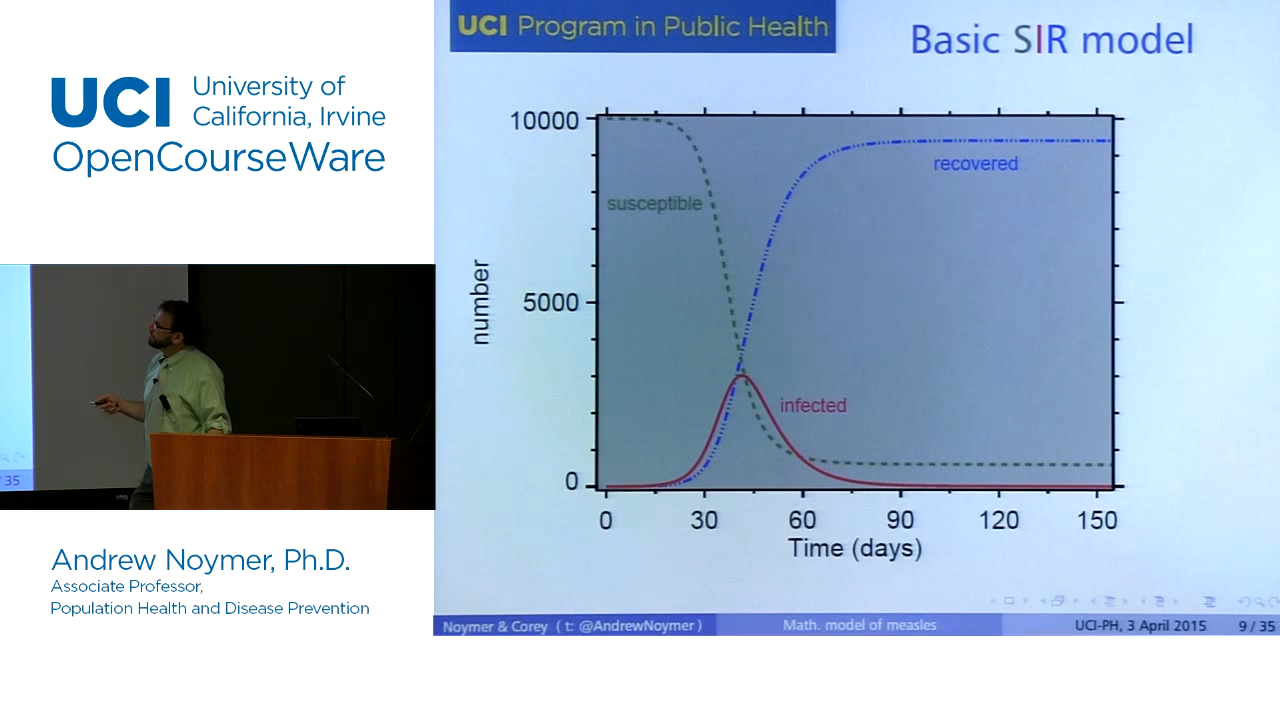 UCI University of
California, Irvine
OpenCourseWare
/ 35
Andrew Noymer, Ph.D.
Associate Professor,
Population Health and Disease Prevention
UCI Program in Public Health
Basic SIR model
10000
recovered
susceptible
number
5000
infected
0
0 30 60 90 120 150
Time (days)
Noymer & Corey ( t: @AndrewNoymer ) Math. model of measles UCI-PH, 3 April 2015 9 / 35